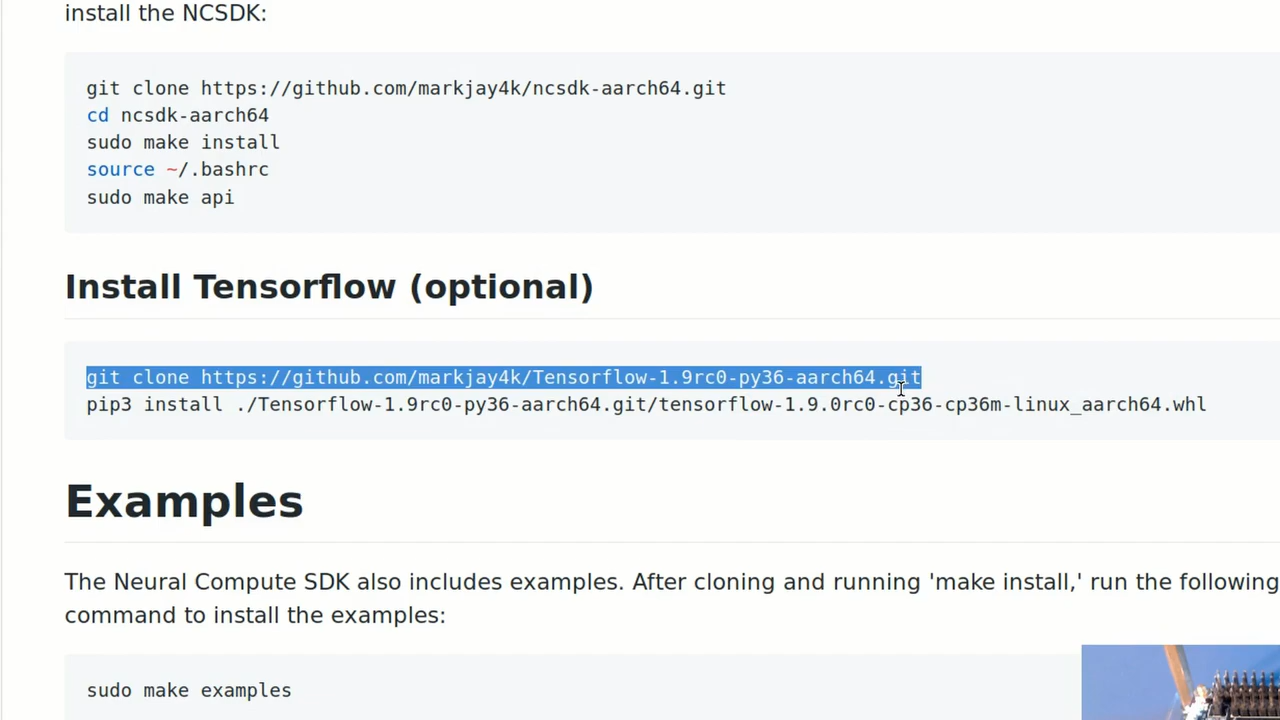 install the NCSDK:
git clone https://github.com/markjay4k/ncsdk-aarch64.git
cd ncsdk-aarch64
sudo make install
source ~/.bashrc
sudo make api
Install Tensorflow (optional)
git clone https://github.com/markjay4k/Tensorflow-1.9rc0-py36-aarch64.git
pip3 install ./Tensorflow-1.9rc0-py36-aarch64.git/tensorflow-1.9.0rc0-cp36-cp36m-linux_aarch64.whl
Examples
The Neural Compute SDK also includes examples. After cloning and running 'make install,' run the following
command to install the examples:
sudo make examples